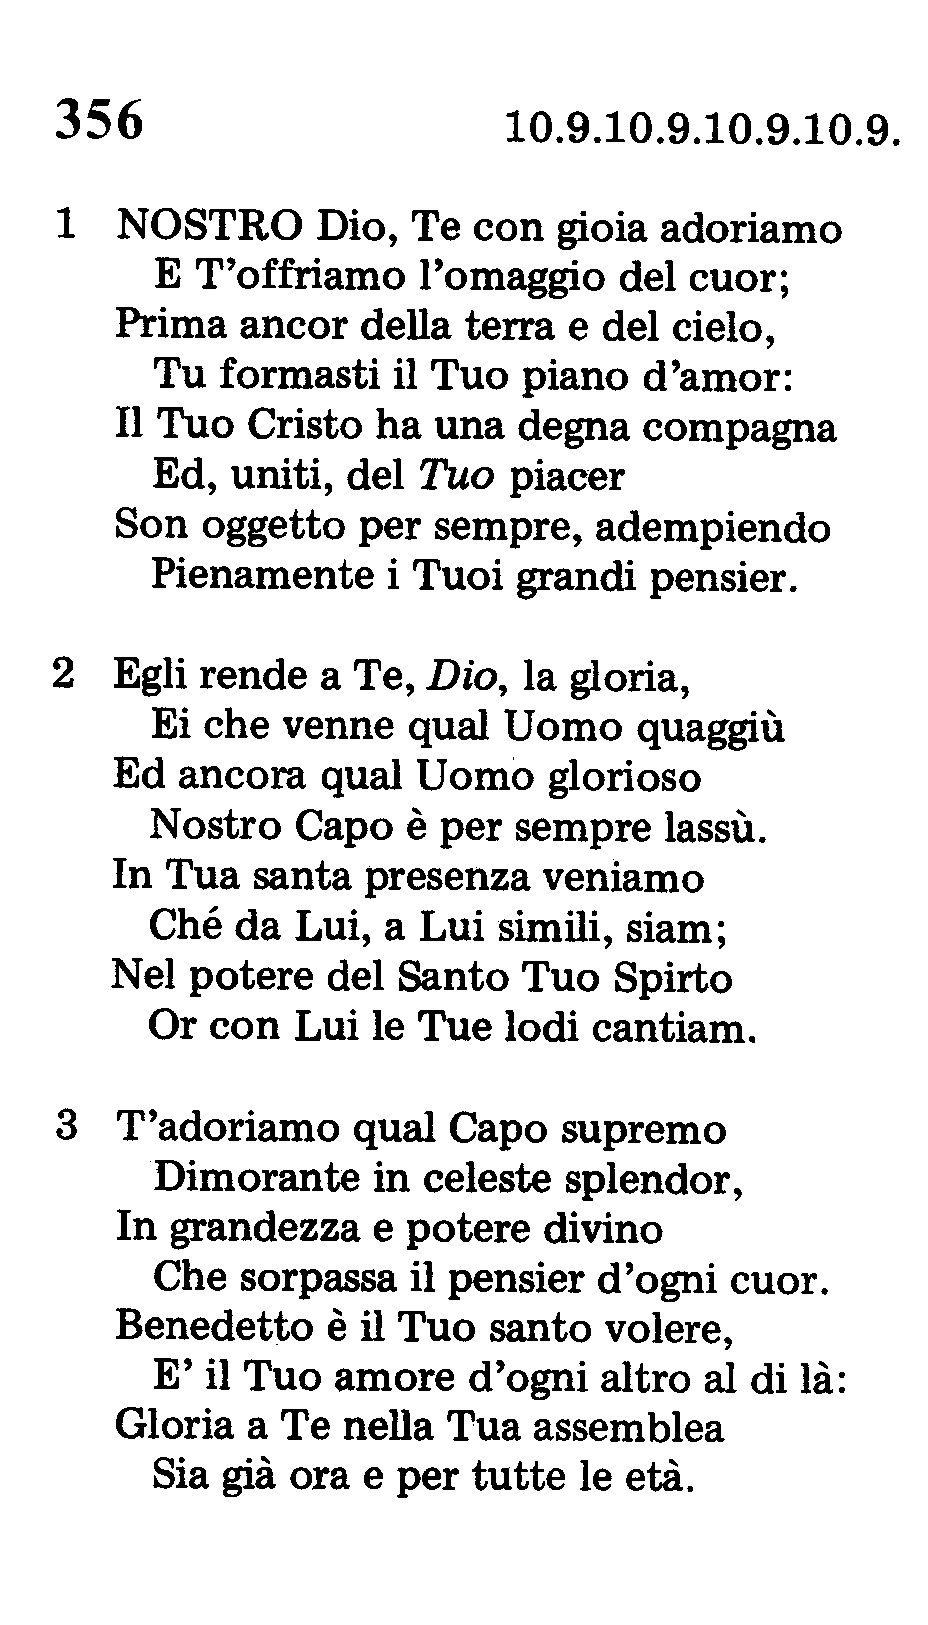 356 10.9.10.9.10.9.10.9.
1 NOSTRO Dio, Te con gioia adoriamo
E T’offriamo l’omaggio del cuor;
Prima ancor della terra e del cielo,
Tu formasti il Tuo piano d’amor:
Il Tuo Cristo ha una degna compagna
Ed, uniti, del Tuo piacer
Son oggetto per sempre, adempiendo
Pienamente i Tuoi grandi pensier.
2 Egli rende a Te, Dio, la gloria,
Ei che venne qual Uomo quaggiù
Ed ancora qual Uomo glorioso
Nostro Capo è per sempre lassù.
In Tua santa presenza veniamo
Ché da Lui, a Lui simili, siam;
Nel potere del Santo Tuo Spirto
Or con Lui le Tue lodi cantiam.
3 T’adoriamo qual Capo supremo
Dimorante in celeste splendor,
In grandezza e potere divino
Che sorpassa il pensier d’ogni cuor.
Benedetto è il Tuo santo volere,
E’ il Tuo amore d’ogni altro al di là:
Gloria a Te nella Tua assemblea
Sia già ora e per tutte le età.